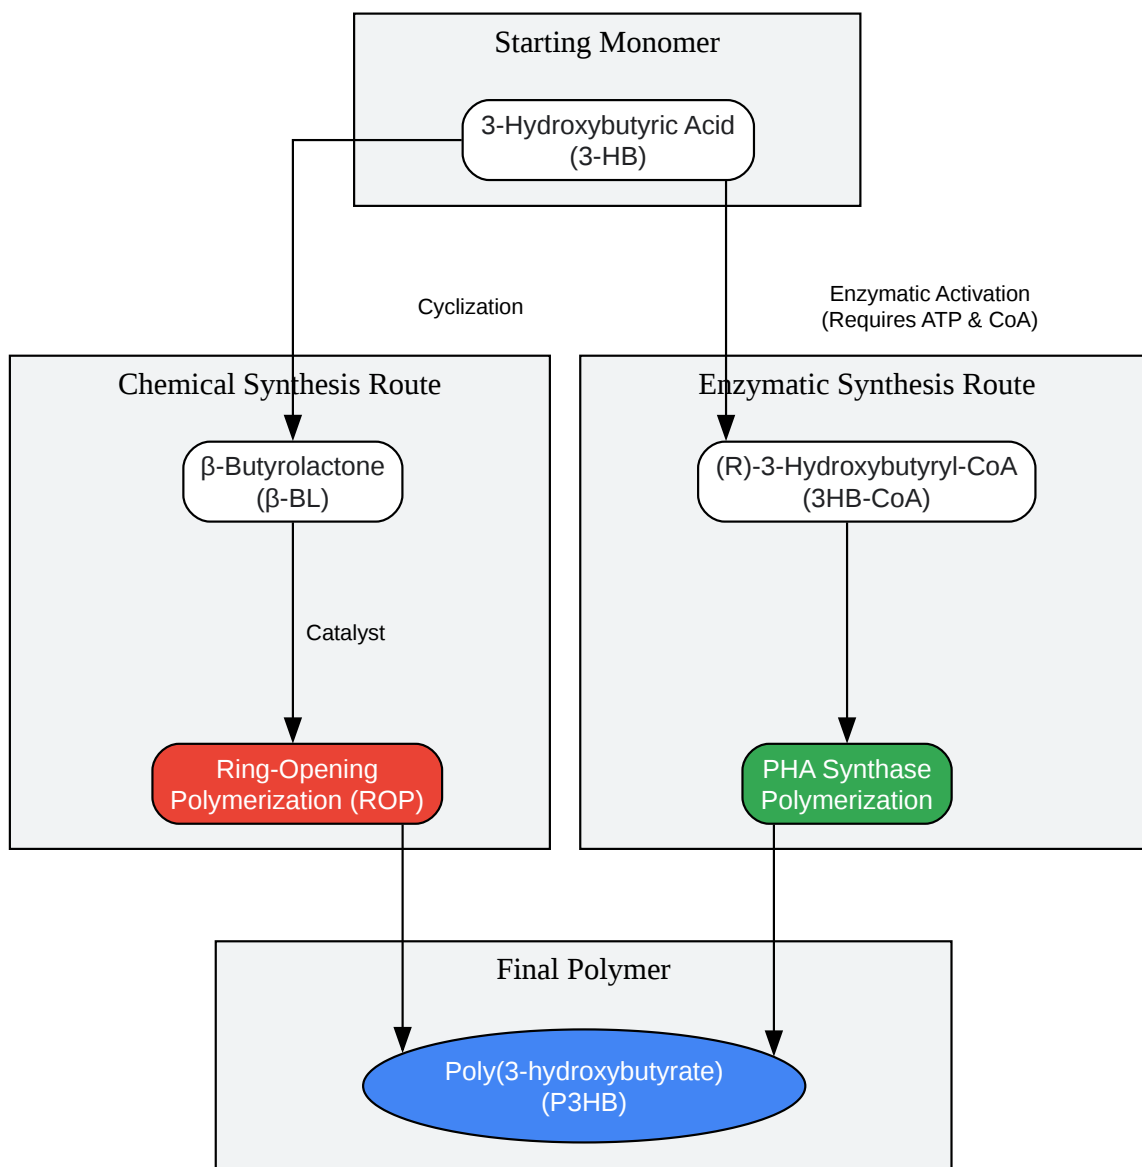 Starting Monomer
3-Hydroxybutyric Acid
(3-HB)
Cyclization
Enzymatic Activation
(Requires ATP & CoA)
Chemical Synthesis Route
β-Butyrolactone
(β-BL)
Catalyst
Ring-Opening
Polymerization (ROP)
Enzymatic Synthesis Route
(R)-3-Hydroxybutyryl-CoA
(3HB-CoA)
PHA Synthase
Polymerization
Final Polymer
Poly(3-hydroxybutyrate)
(P3HB)